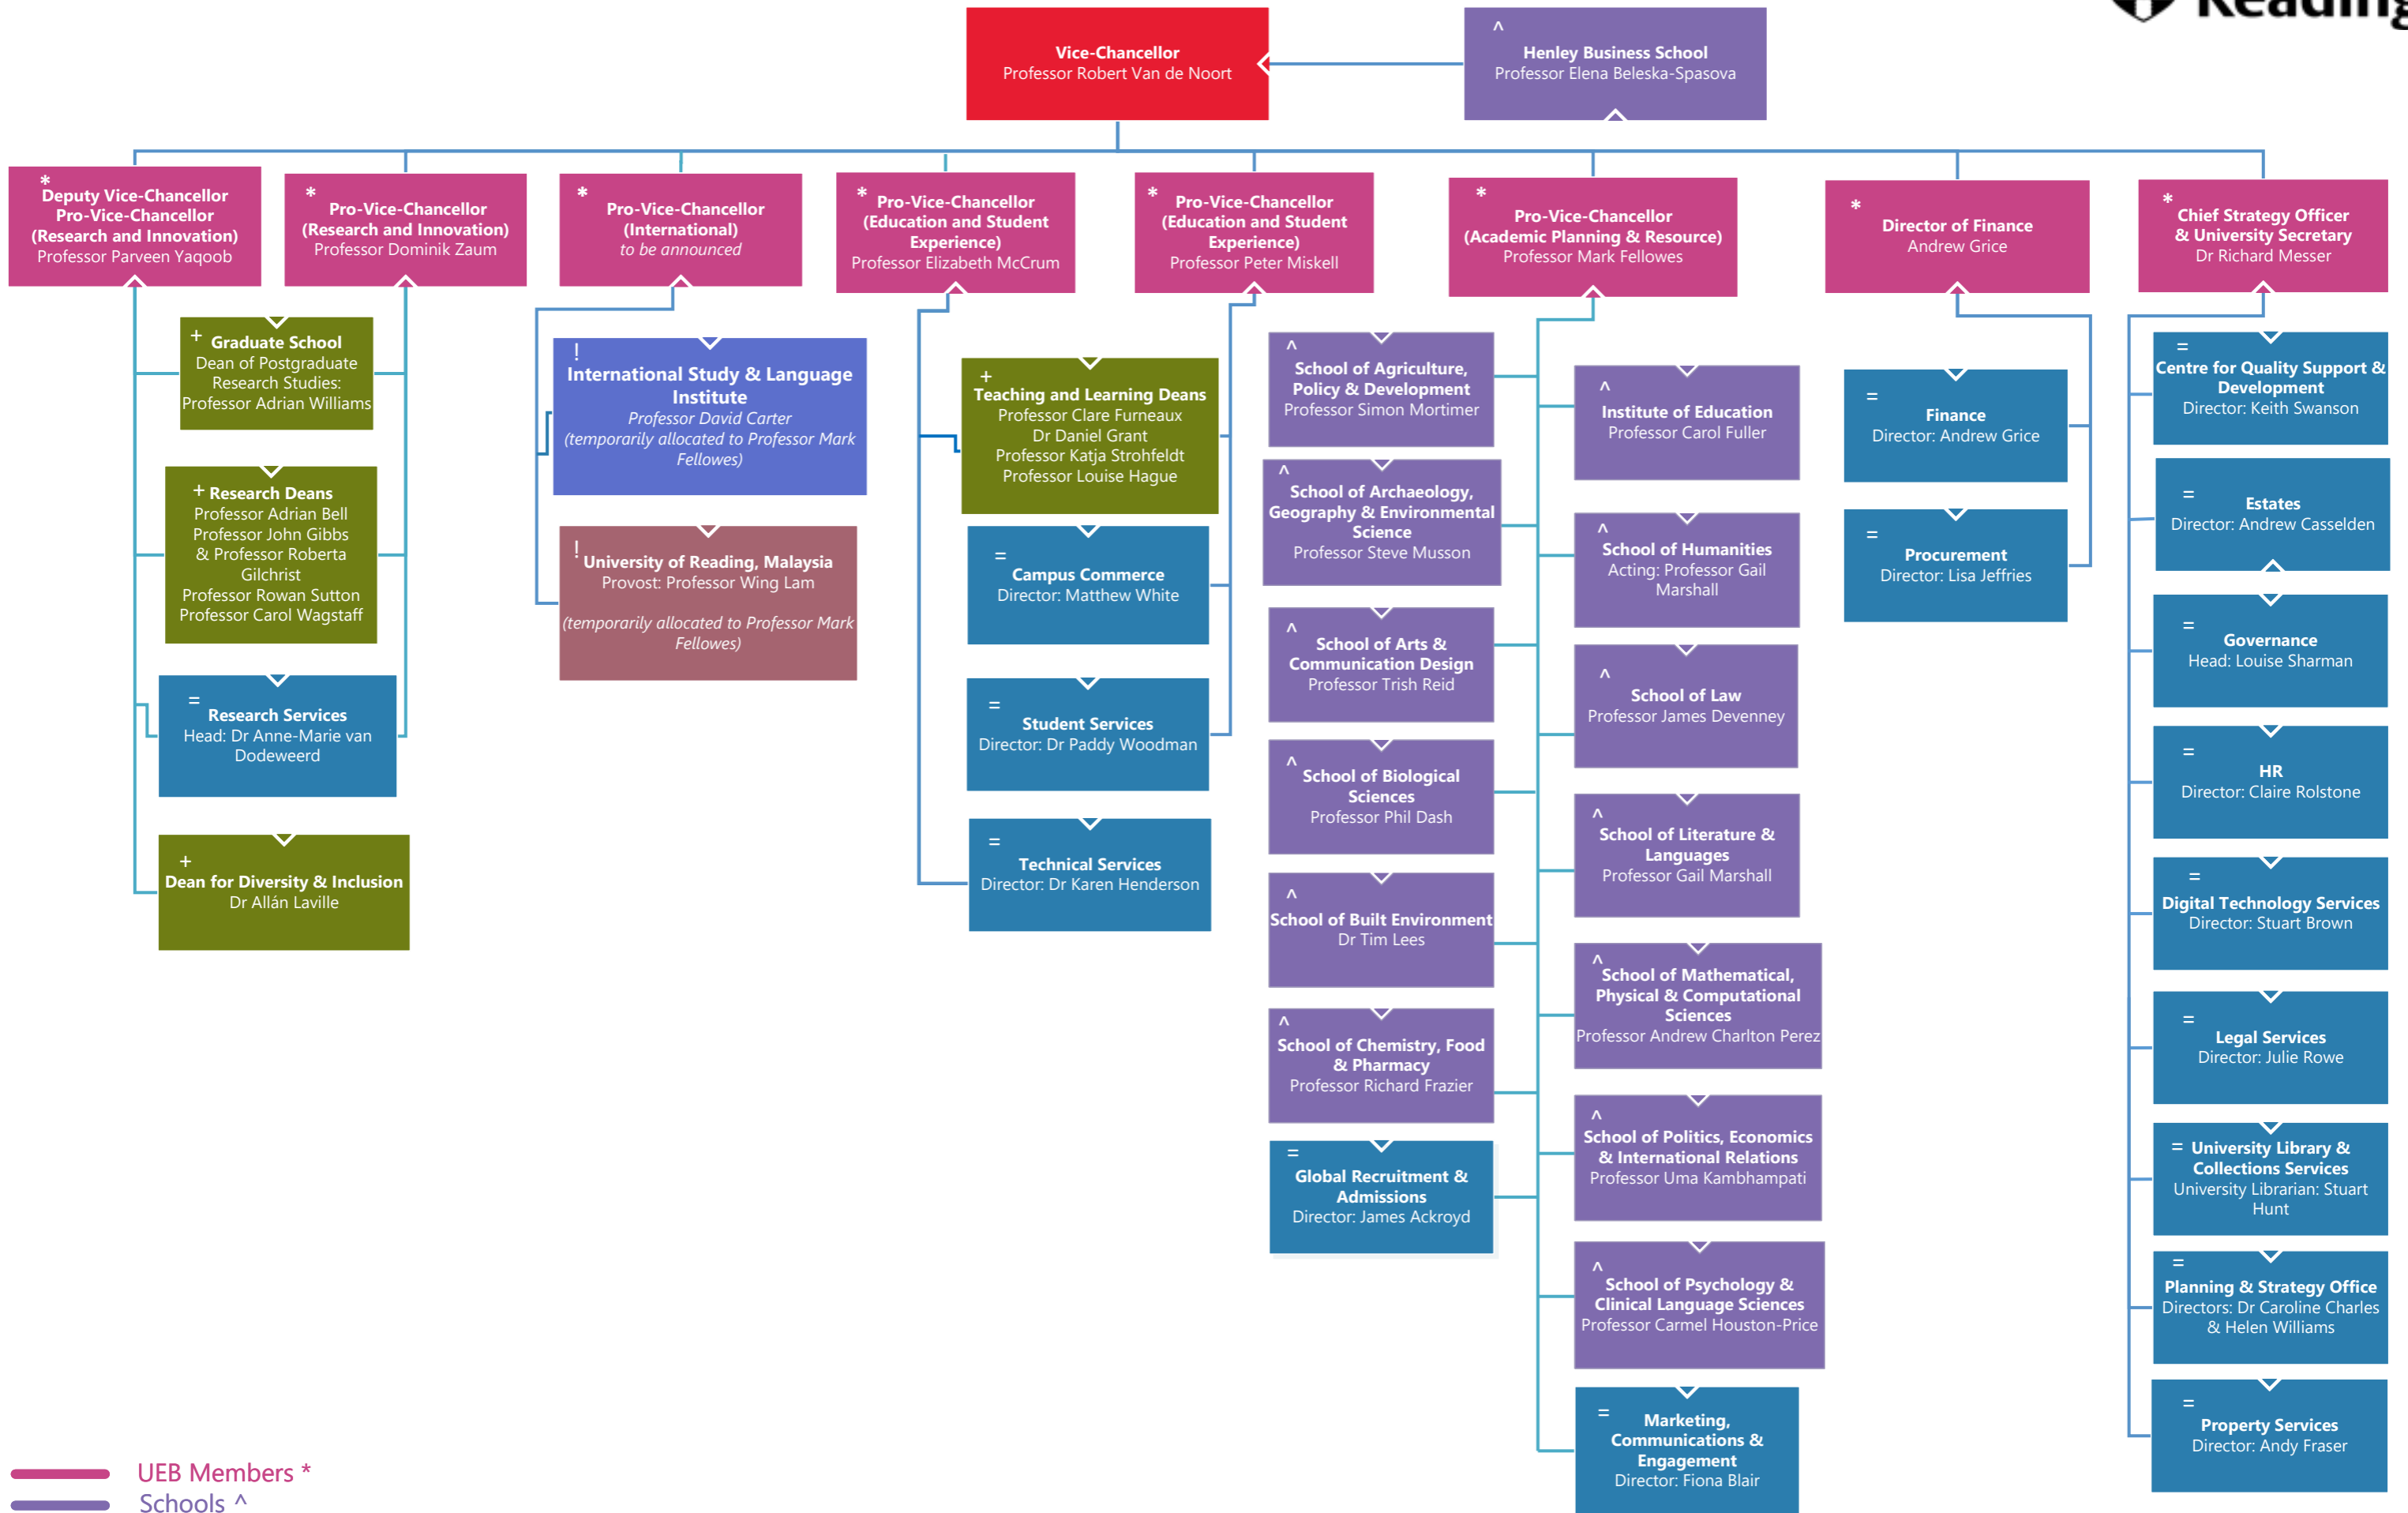 Reading
Vice-Chancellor
Professor Robert Van de Noort
^
Henley Business School
Professor Elena Beleska-Spasova
*
Deputy Vice-Chancellor
Pro-Vice-Chancellor
(Research and Innovation)
Professor Parveen Yaqoob
*
Pro-Vice-Chancellor
(Research and Innovation)
Professor Dominik Zaum
*
Pro-Vice-Chancellor
(International)
to be announced
*
Pro-Vice-Chancellor
(Education and Student
Experience)
Professor Elizabeth McCrum
*
Pro-Vice-Chancellor
(Education and Student
Experience)
Professor Peter Miskell
*
Pro-Vice-Chancellor
(Academic Planning & Resource)
Professor Mark Fellowes
*
Director of Finance
Andrew Grice
*
Chief Strategy Officer
& University Secretary
Dr Richard Messer
+
Graduate School
Dean of Postgraduate
Research Studies:
Professor Adrian Williams
+ Research Deans
Professor Adrian Bell
Professor John Gibbs
& Professor Roberta
Gilchrist
Professor Rowan Sutton
Professor Carol Wagstaff
=
Research Services
Head: Dr Anne-Marie van
Dodeweerd
+
Dean for Diversity & Inclusion
Dr Allán Laville
!
International Study & Language
Institute
Professor David Carter
(temporarily allocated to Professor Mark
Fellowes)
!
University of Reading, Malaysia
Provost: Professor Wing Lam
(temporarily allocated to Professor Mark
Fellowes)
+
Teaching and Learning Deans
Professor Clare Furneaux
Dr Daniel Grant
Professor Katja Strohfeldt
Professor Louise Hague
=
Campus Commerce
Director: Matthew White
=
Student Services
Director: Dr Paddy Woodman
=
Technical Services
Director: Dr Karen Henderson
^
School of Agriculture,
Policy & Development
Professor Simon Mortimer
^
School of Archaeology,
Geography & Environmental
Science
Professor Steve Musson
^
School of Arts &
Communication Design
Professor Trish Reid
^
School of Biological
Sciences
Professor Phil Dash
^
School of Built Environment
Dr Tim Lees
^
School of Chemistry, Food
& Pharmacy
Professor Richard Frazier
=
Global Recruitment &
Admissions
Director: James Ackroyd
^
Institute of Education
Professor Carol Fuller
^
School of Humanities
Acting: Professor Gail
Marshall
^
School of Law
Professor James Devenney
^
School of Literature &
Languages
Professor Gail Marshall
^
School of Mathematical,
Physical & Computational
Sciences
Professor Andrew Charlton Perez
^
School of Politics, Economics
& International Relations
Professor Uma Kambhampati
^
School of Psychology &
Clinical Language Sciences
Professor Carmel Houston-Price
=
Marketing,
Communications &
Engagement
Director: Fiona Blair
=
Finance
Director: Andrew Grice
=
Procurement
Director: Lisa Jeffries
=
Centre for Quality Support &
Development
Director: Keith Swanson
=
Estates
Director: Andrew Casselden
=
Governance
Head: Louise Sharman
=
HR
Director: Claire Rolstone
=
Digital Technology Services
Director: Stuart Brown
=
Legal Services
Director: Julie Rowe
= University Library &
Collections Services
University Librarian: Stuart
Hunt
=
Planning & Strategy Office
Directors: Dr Caroline Charles
& Helen Williams
=
Property Services
Director: Andy Fraser
UEB Members *
Schools ^